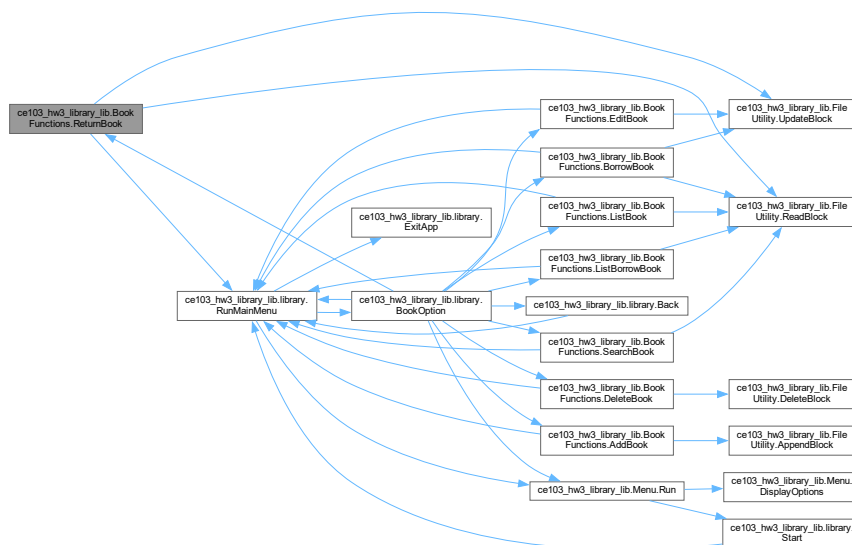 ce103_hw3_library_lib.Book
Functions.ReturnBook
ce103_hw3_library_lib.library.
RunMainMenu
ce103_hw3_library_lib.library.
ExitApp
ce103_hw3_library_lib.library.
BookOption
ce103_hw3_library_lib.Book
Functions.EditBook
ce103_hw3_library_lib.Book
Functions.BorrowBook
ce103_hw3_library_lib.Book
Functions.ListBook
ce103_hw3_library_lib.Book
Functions.ListBorrowBook
ce103_hw3_library_lib.library.Back
ce103_hw3_library_lib.Book
Functions.SearchBook
ce103_hw3_library_lib.Book
Functions.DeleteBook
ce103_hw3_library_lib.Book
Functions.AddBook
ce103_hw3_library_lib.Menu.Run
ce103_hw3_library_lib.File
Utility.UpdateBlock
ce103_hw3_library_lib.File
Utility.ReadBlock
ce103_hw3_library_lib.File
Utility.DeleteBlock
ce103_hw3_library_lib.File
Utility.AppendBlock
ce103_hw3_library_lib.Menu.
DisplayOptions
ce103_hw3_library_lib.library.
Start